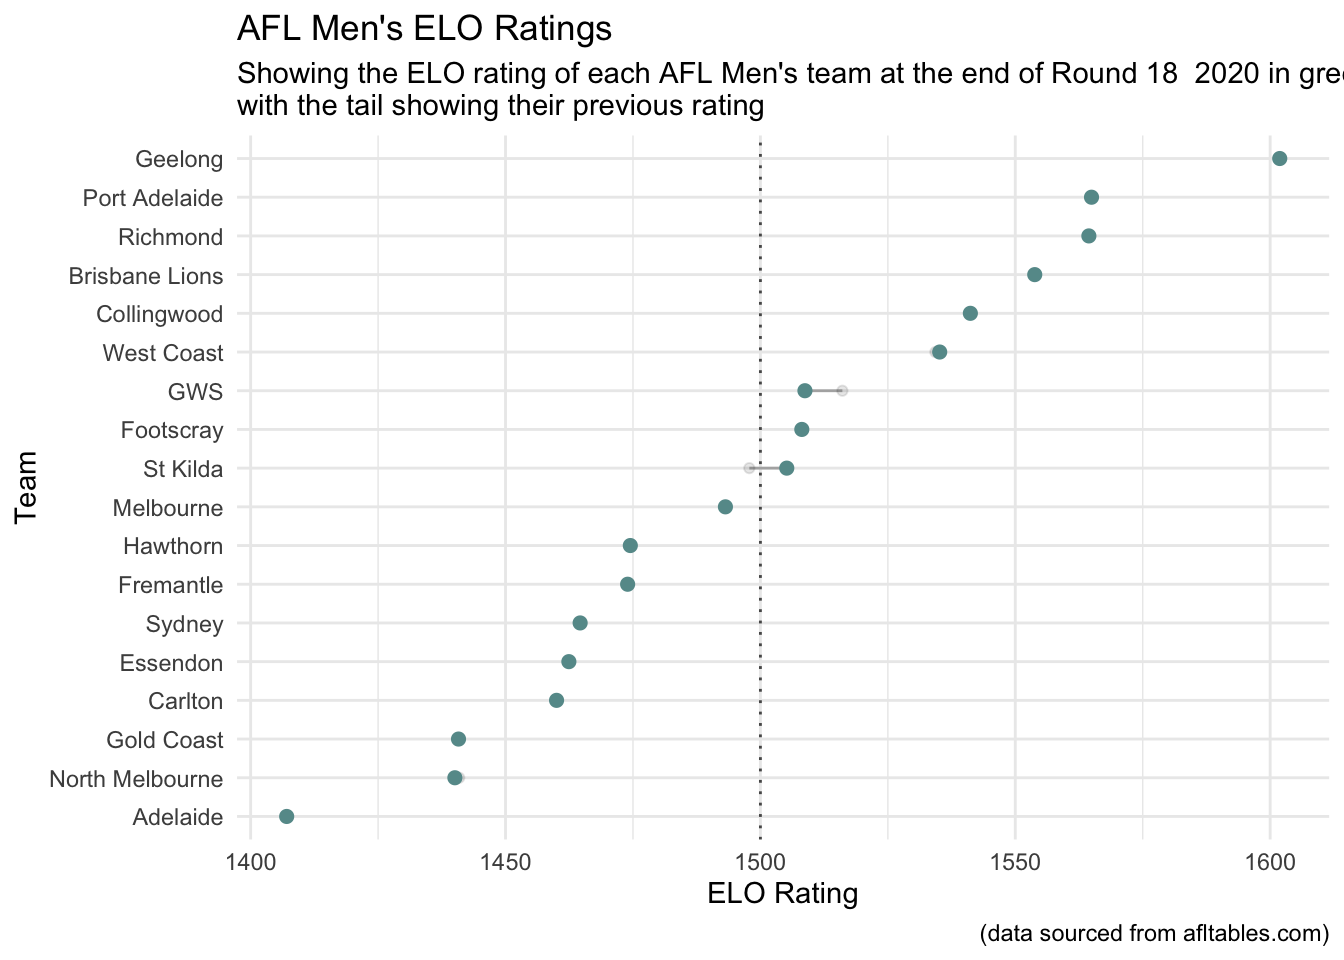 AFL Men's ELO Ratings
Showing the ELO rating of each AFL Men's team at the end of Round 18  2020 in
with the tail showing their previous rating
Geelong
Port Adelaide
Richmond
Brisbane Lions
Collingwood
West Coast
GWS
Footscray
St Kilda
Melbourne
Hawthorn
Fremantle
Sydney
Essendon
Carlton
Gold Coast
North Melbourne
Adelaide
Team
1400 1450 1500 1550 1600
ELO Rating
(data sourced from afltables.com)